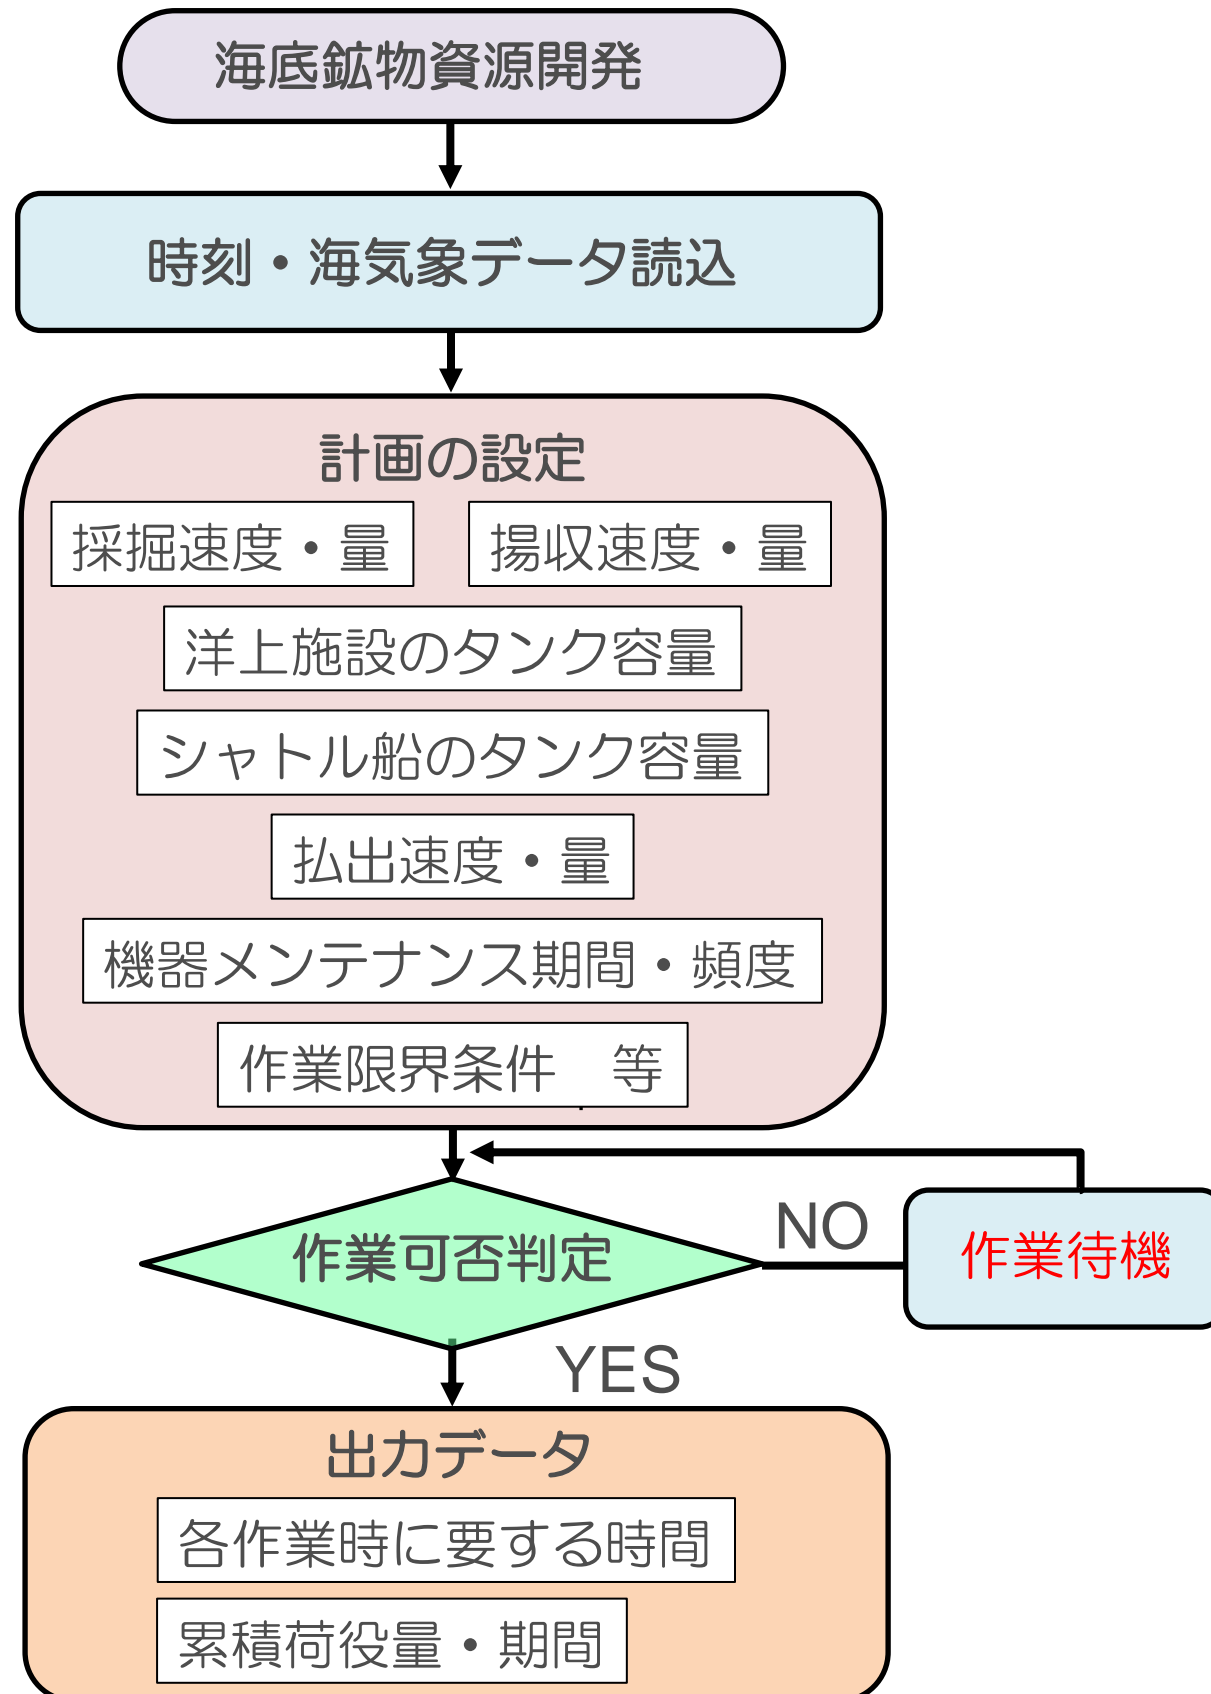 海底鉱物資源開発
時刻・海気象データ読込
計画の設定
採掘速度・量
揚収速度・量
洋上施設のタンク容量
シャトル船のタンク容量
払出速度・量
機器メンテナンス期間・頻度
作業限界条件　等
作業可否判定
NO
作業待機
YES
出力データ
各作業時に要する時間
累積荷役量・期間